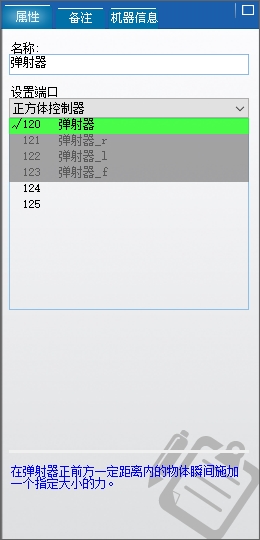 属性 备注 机器信息
名称:
弹射器
设置端口
正方体控制器
✓120 弹射器
121 弹射器_r
122 弹射器_l
123 弹射器_f
124
125
在弹射器正前方一定距离内的物体瞬间施加
一个指定大小的力。